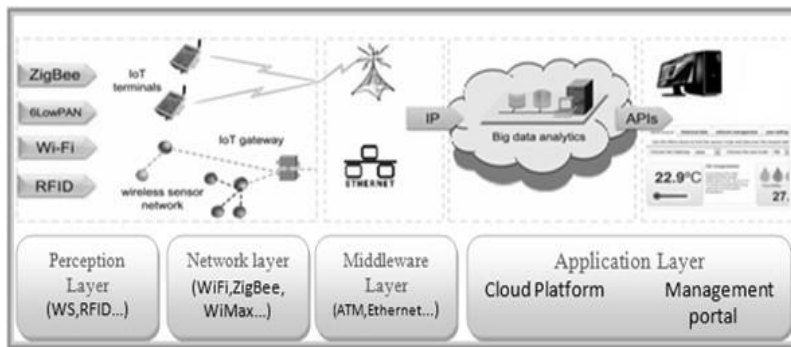 ZigBee
6LowPAN
Wi-Fi
RFID
IoT
terminals
IoT gateway
wireless sensor
network
ETHERNET
IP
Big data analytics
APIs
22.9°C
27.
Perception
Layer
(WS,RFID...)
Network layer
(WiFi,ZigBee,
WiMax...)
Middleware
Layer
(ATM,Ethernet...)
Application Layer
Cloud Platform
Management
portal